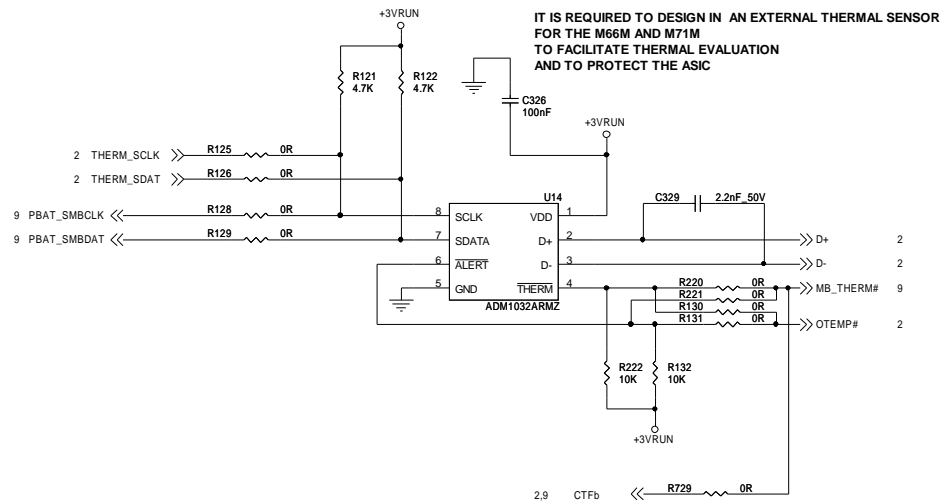 +3VRUN
IT IS REQUIRED TO DESIGN IN AN EXTERNAL THERMAL SENSOR
FOR THE M66M AND M71M
TO FACILITATE THERMAL EVALUATION
AND TO PROTECT THE ASIC
R121
4.7K
R122
4.7K
C326
100nF
+3VRUN
2 THERM_SCLK R125 0R
2 THERM_SDAT R126 0R
9 PBAT_SMBCLK R128 0R
9 PBAT_SMBDAT R129 0R
U14
8 SCLK VDD 1
7 SDATA D+ 2
6 ALERT D- 3
5 GND THERM 4
ADM1032ARMZ
C329 2.2nF_50V
D+ 2
D- 2
R220 0R MB_THERM# 9
R221 0R
R130 0R
R131 0R OTEMP# 2
R222
10K
R132
10K
+3VRUN
2,9 CTFb R729 0R